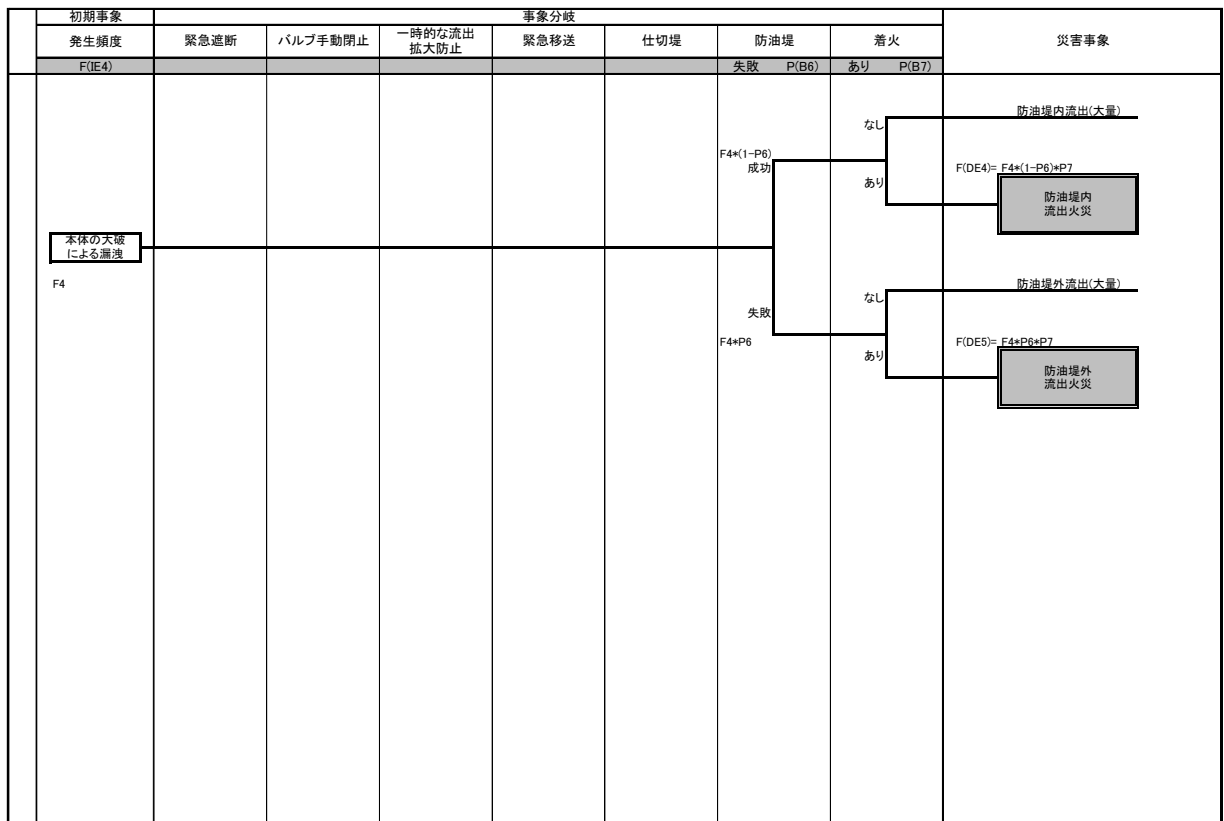 初期事象
事象分岐
発生頻度
緊急遮断
バルブ手動閉止
一時的な流出
拡大防止
緊急移送
仕切堤
防油堤
着火
災害事象
F(IE4)
失敗 P(B6)
あり P(B7)
防油堤内流出(大量)
なし
F4*(1-P6)
成功
F(DE4)= F4*(1-P6)*P7
あり
防油堤内
流出火災
本体の大破
による漏洩
F4
防油堤外流出(大量)
なし
失敗
F4*P6
F(DE5)= F4*P6*P7
あり
防油堤外
流出火災